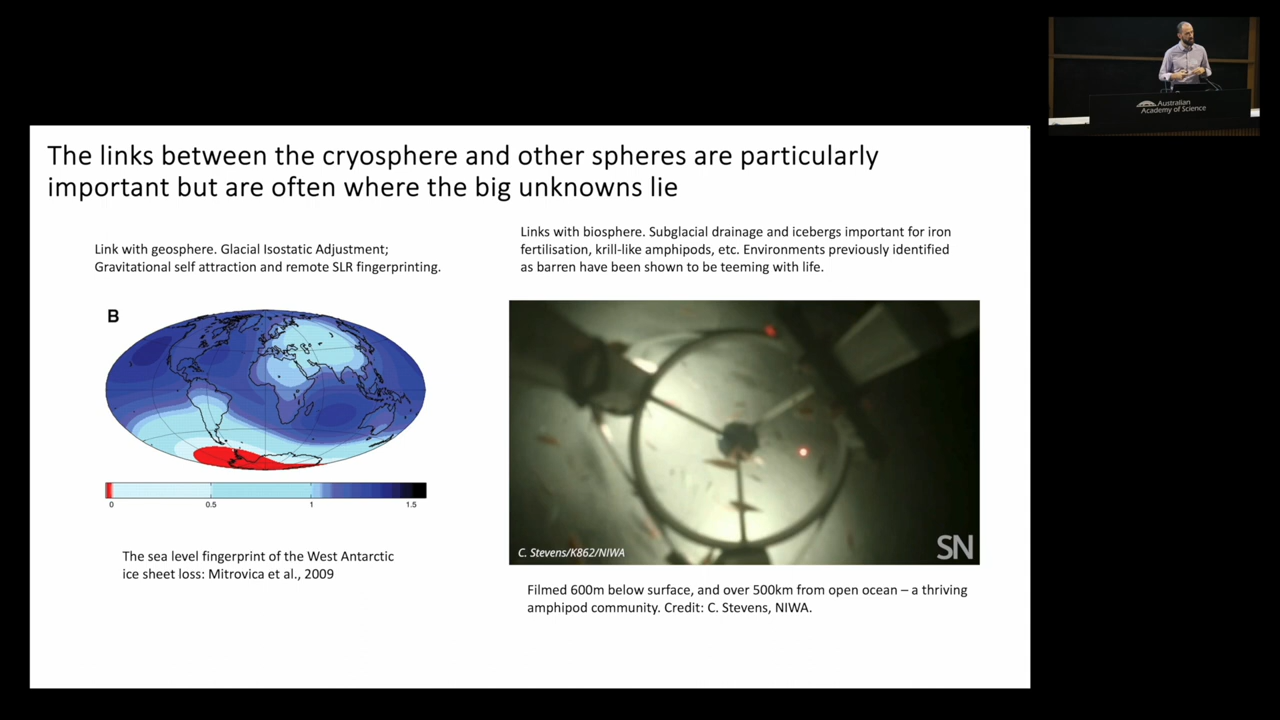 The links between the cryosphere and other spheres are particularly
important but are often where the big unknowns lie
Link with geosphere. Glacial Isostatic Adjustment;
Gravitational self attraction and remote SLR fingerprinting.
B
0 0.5 1 1.5
The sea level fingerprint of the West Antarctic
ice sheet loss: Mitrovica et al., 2009
Links with biosphere. Subglacial drainage and icebergs important for iron
fertilisation, krill-like amphipods, etc. Environments previously identified
as barren have been shown to be teeming with life.
C. Stevens/K862/NIWA
SN
Filmed 600m below surface, and over 500km from open ocean – a thriving
amphipod community. Credit: C. Stevens, NIWA.
Australian
Academy of Science